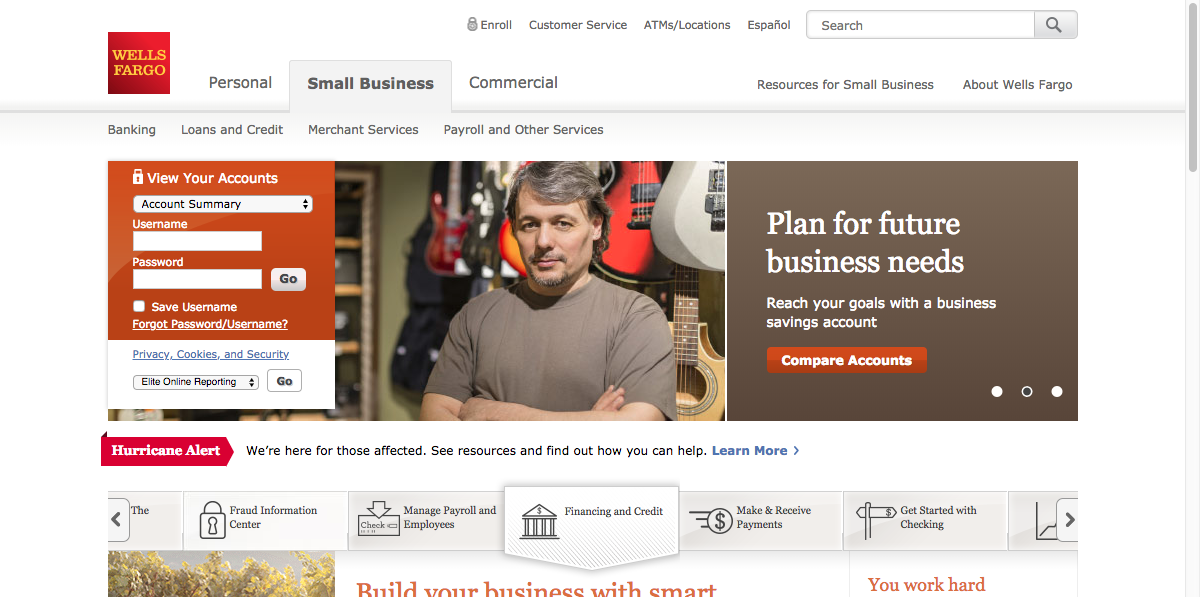 Enroll Customer Service ATMs/Locations Español Search
WELLS
FARGO
Personal Small Business Commercial Resources for Small Business About Wells Fargo
Banking Loans and Credit Merchant Services Payroll and Other Services
View Your Accounts
Account Summary
Username
Password
Go
Save Username
Forgot Password/Username?
Privacy, Cookies, and Security
Elite Online Reporting Go
Plan for future
business needs
Reach your goals with a business
savings account
Compare Accounts
Hurricane Alert We're here for those affected. See resources and find out how you can help. Learn More >
The
Fraud Information
Center
Check
Manage Payroll and
Employees
$
Financing and Credit
$
Make & Receive
Payments
$
Get Started with
Checking
Build your business with smart
You work hard